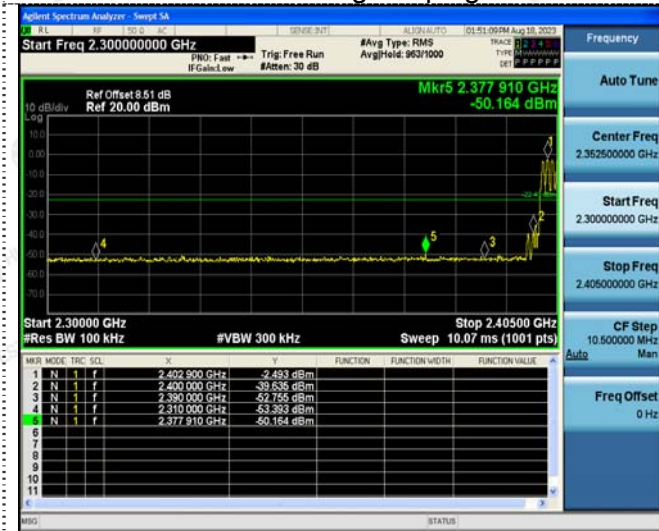 Agilent Spectrum Analyzer - Swept SA
RL RF 50 Ω AC SENSE:INT ALIGNAUTO 01:51:09 PM Aug 18, 2023
Start Freq 2.300000000 GHz
PNO: Fast
IFGain:Low
Trig: Free Run
#Atten: 30 dB
#Avg Type: RMS
Avg|Held: 963/1000
TRACE 1 2 3 4 5 6
TYPE
DET P P P P P P
Ref Offset 8.51 dB
Ref 20.00 dBm
Mkr5 2.377 910 GHz
-50.164 dBm
10 dB/div
Log
10.0
0.00
-10.0
-20.0
-30.0
-40.0
-50.0
-60.0
-70.0
1
2
3
4
5
Start 2.30000 GHz
Stop 2.40500 GHz
#Res BW 100 kHz #VBW 300 kHz Sweep 10.07 ms (1001 pts)
MKR MODE TRC SCL X Y FUNCTION FUNCTION WIDTH FUNCTION VALUE
1 N 1 f 2.402 900 GHz -2.493 dBm
2 N 1 f 2.400 000 GHz -39.635 dBm
3 N 1 f 2.390 000 GHz -52.755 dBm
4 N 1 f 2.310 000 GHz -53.393 dBm
5 N 1 f 2.377 910 GHz -50.164 dBm
6
7
8
9
10
11
MSG STATUS
Frequency
Auto Tune
Center Freq
2.352500000 GHz
Start Freq
2.300000000 GHz
Stop Freq
2.405000000 GHz
CF Step
10.500000 MHz
Auto Man
Freq Offset
0 Hz